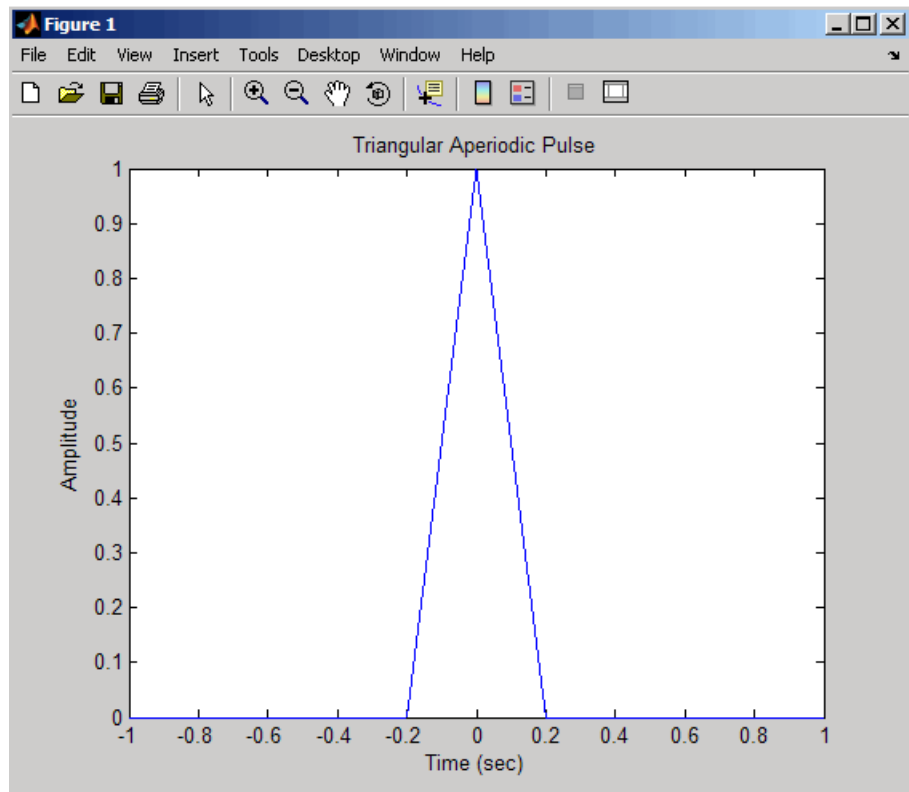 Figure 1
File Edit View Insert Tools Desktop Window Help
Triangular Aperiodic Pulse
1
0.9
0.8
0.7
0.6
0.5
0.4
0.3
0.2
0.1
0
Amplitude
-1 -0.8 -0.6 -0.4 -0.2 0 0.2 0.4 0.6 0.8 1
Time (sec)